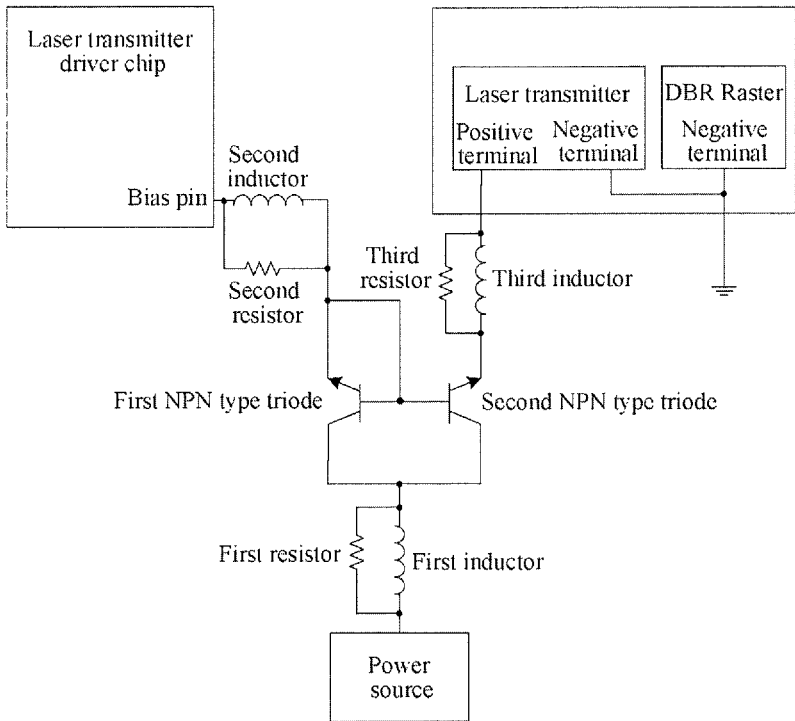 Laser transmitter
driver chip
Bias pin
Second
inductor
Second
resistor
Laser transmitter
Positive
terminal
Negative
terminal
DBR Raster
Negative
terminal
Third
resistor
Third inductor
First NPN type triode
Second NPN type triode
First resistor
First inductor
Power
source